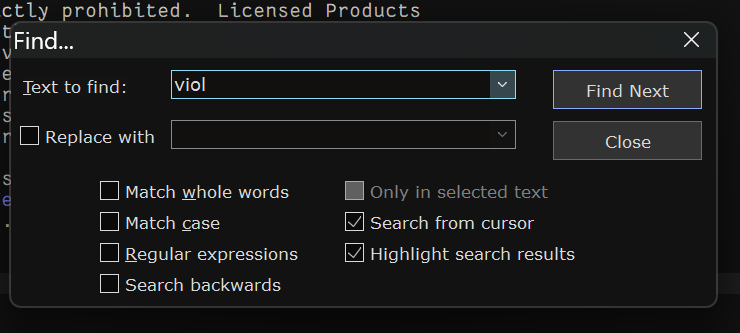 ctly prohibited.  Licensed Products
Find...
Text to find:
viol
Find Next
Replace with
Close
Match whole words
Only in selected text
Match case
Search from cursor
Regular expressions
Highlight search results
Search backwards